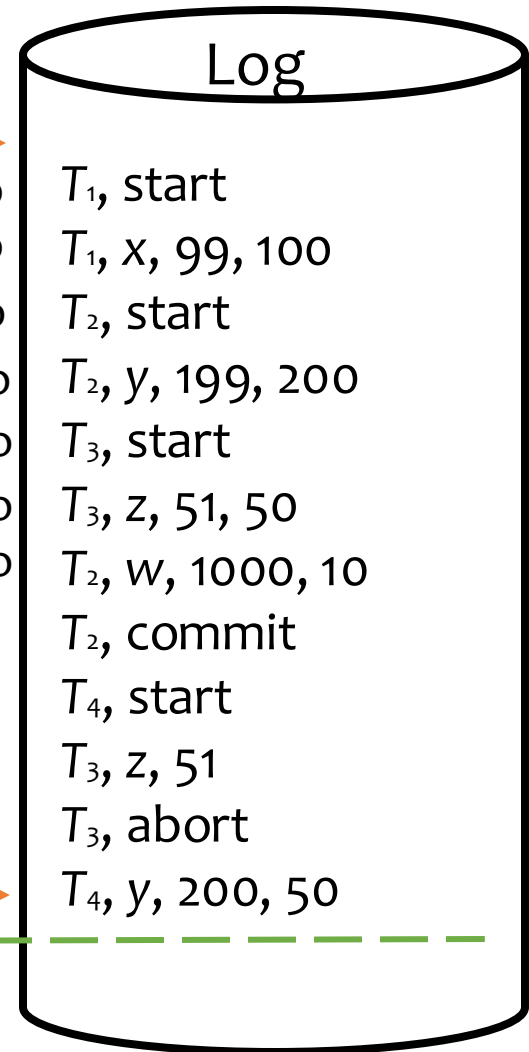 Log
T₁, start
T₁, x, 99, 100
T₂, start
T₂, y, 199, 200
T₃, start
T₃, z, 51, 50
T₂, w, 1000, 10
T₂, commit
T₄, start
T₃, z, 51
T₃, abort
T₄, y, 200, 50